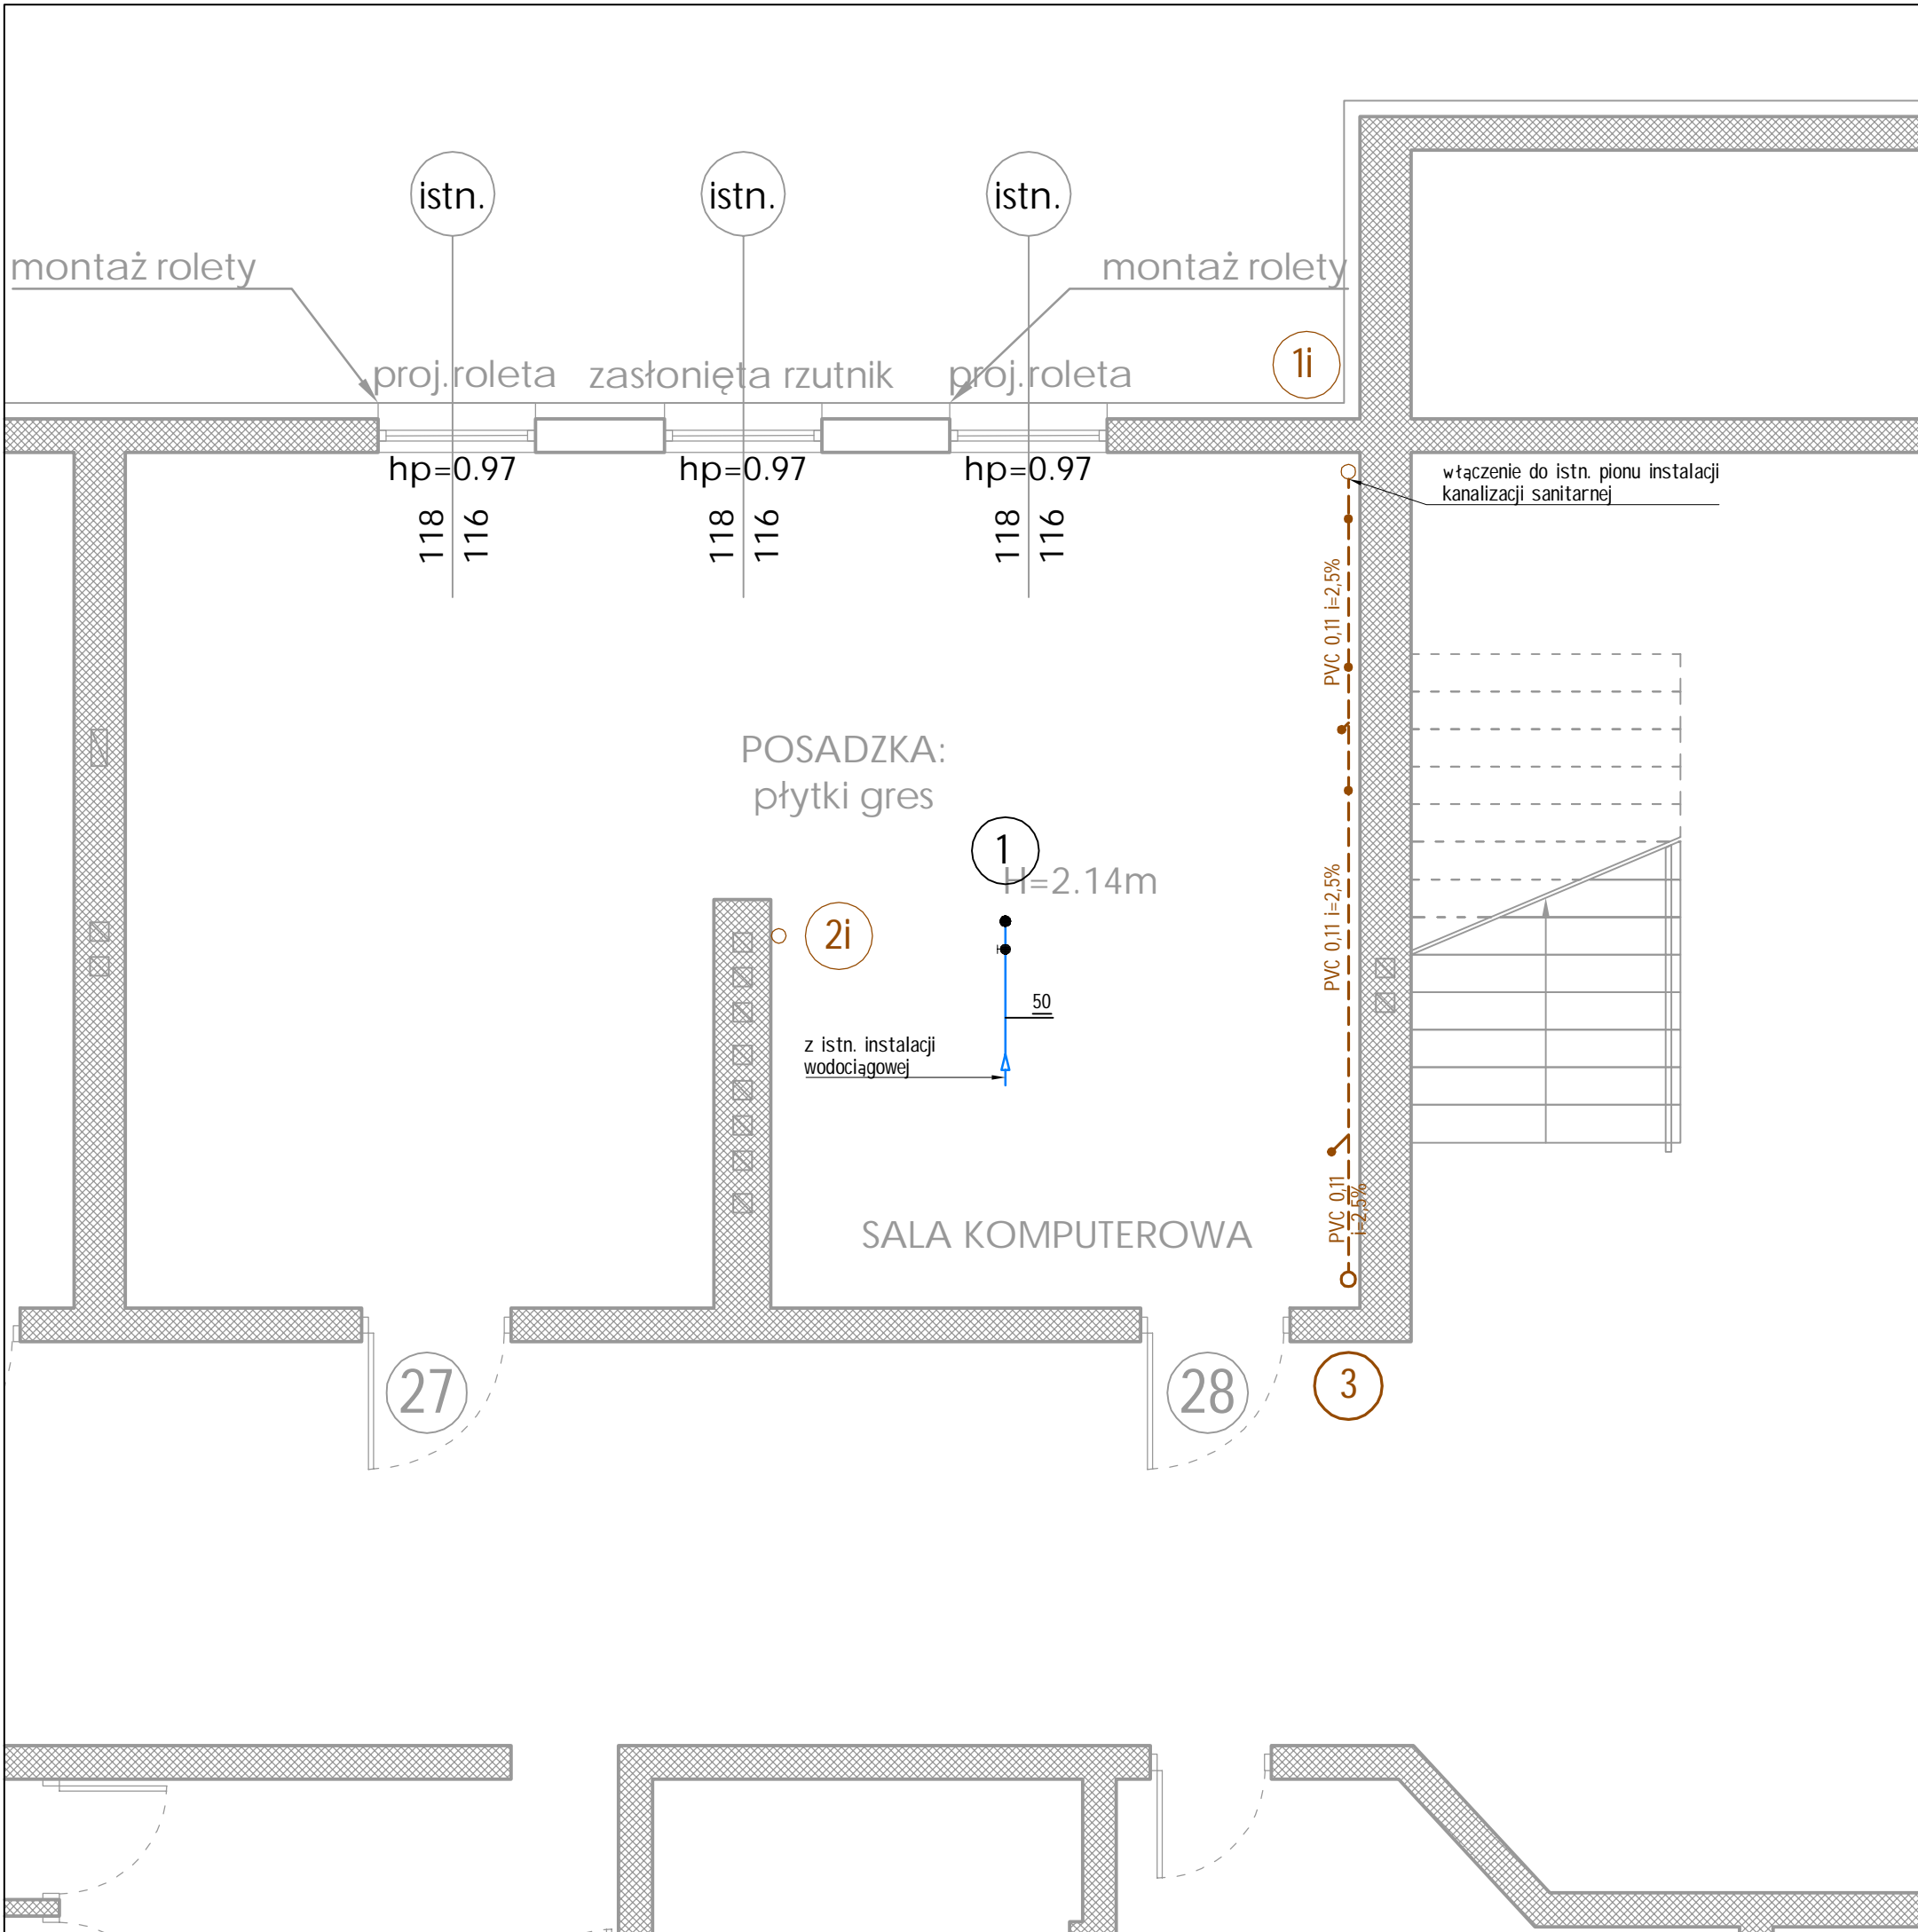 istn.
istn.
istn.
montaż rolety
montaż rolety
1i
proj.roleta
zasłonięta rzutnik
proj.roleta
hp=0.97
hp=0.97
hp=0.97
włączenie do istn. pionu instalacji
kanalizacji sanitarnej
118
116
118
116
118
116
PVC 0,11 i=2,5%
POSADZKA:
płytki gres
1
H=2.14m
PVC 0,11 i=2,5%
2i
50
z istn. instalacji
wodociągowej
PVC 0,11
i=2,5%
SALA KOMPUTEROWA
27
28
3